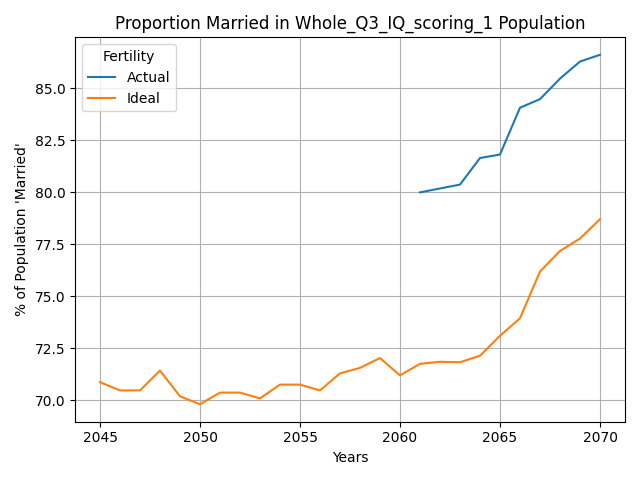 Proportion Married in Whole_Q3_IQ_scoring_1 Population
Fertility
Actual
Ideal
% of Population 'Married'
85.0
82.5
80.0
77.5
75.0
72.5
70.0
2045
2050
2055
2060
2065
2070
Years